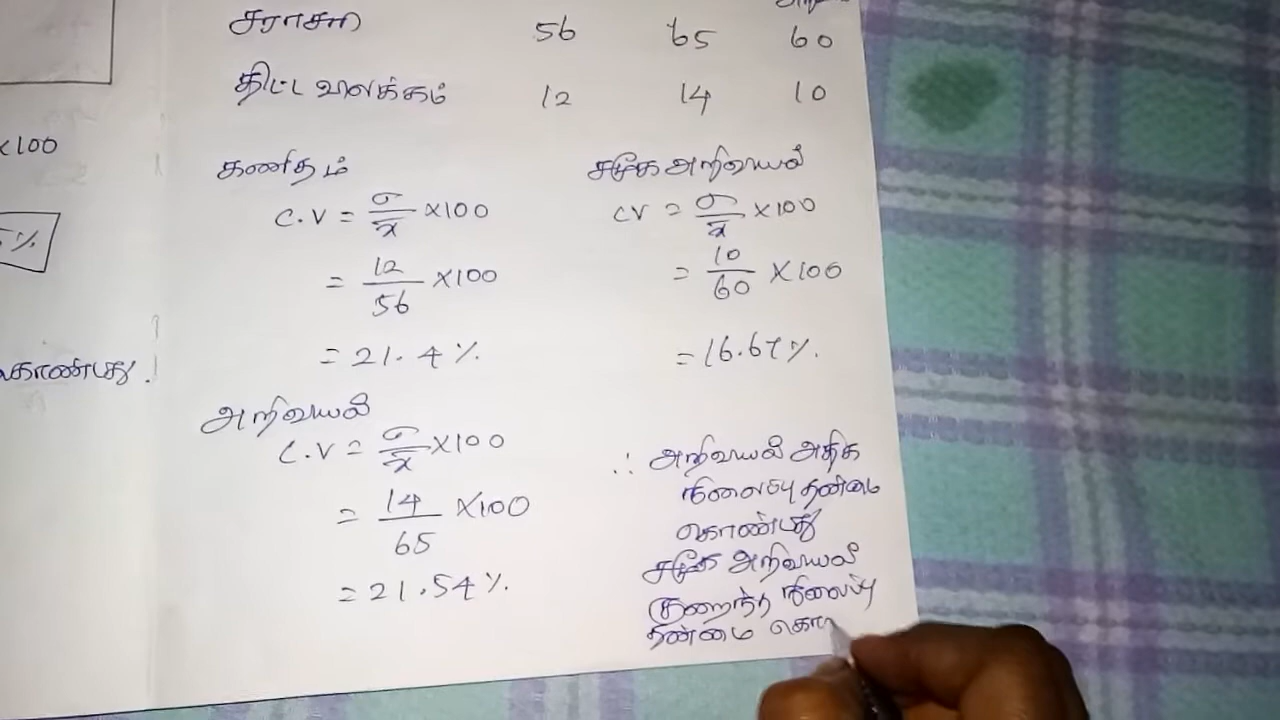 சராசரி 56 65 60
திட்ட விலக்கம் 12 14 10
×100
கணிதம்
C.V = σ/x̄ ×100
= 12/56 ×100
= 21.4%.
அறிவியல்
C.V = σ/x̄ ×100
= 14/65 ×100
= 21.54%.
சமூக அறிவியல்
CV = σ/x̄ ×100
= 10/60 ×100
= 16.67%.
∴ அறிவியல் அதிக
நிலைப்பு தன்மை
கொண்டது
சமூக அறிவியல்
குறைந்த நிலைப்பு
தன்மை கொ
%
கொண்டது.